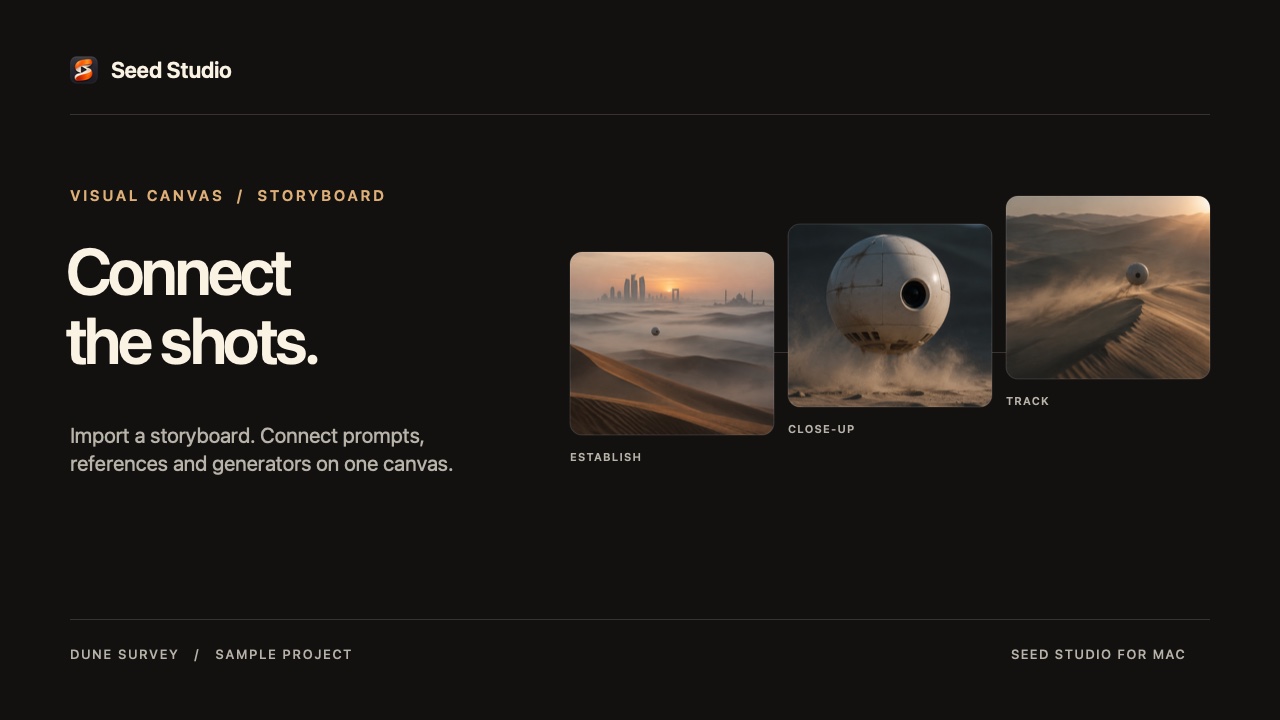 Seed Studio
VISUAL CANVAS / STORYBOARD
Connect
the shots.
Import a storyboard. Connect prompts,
references and generators on one canvas.
ESTABLISH
CLOSE-UP
TRACK
DUNE SURVEY / SAMPLE PROJECT
SEED STUDIO FOR MAC